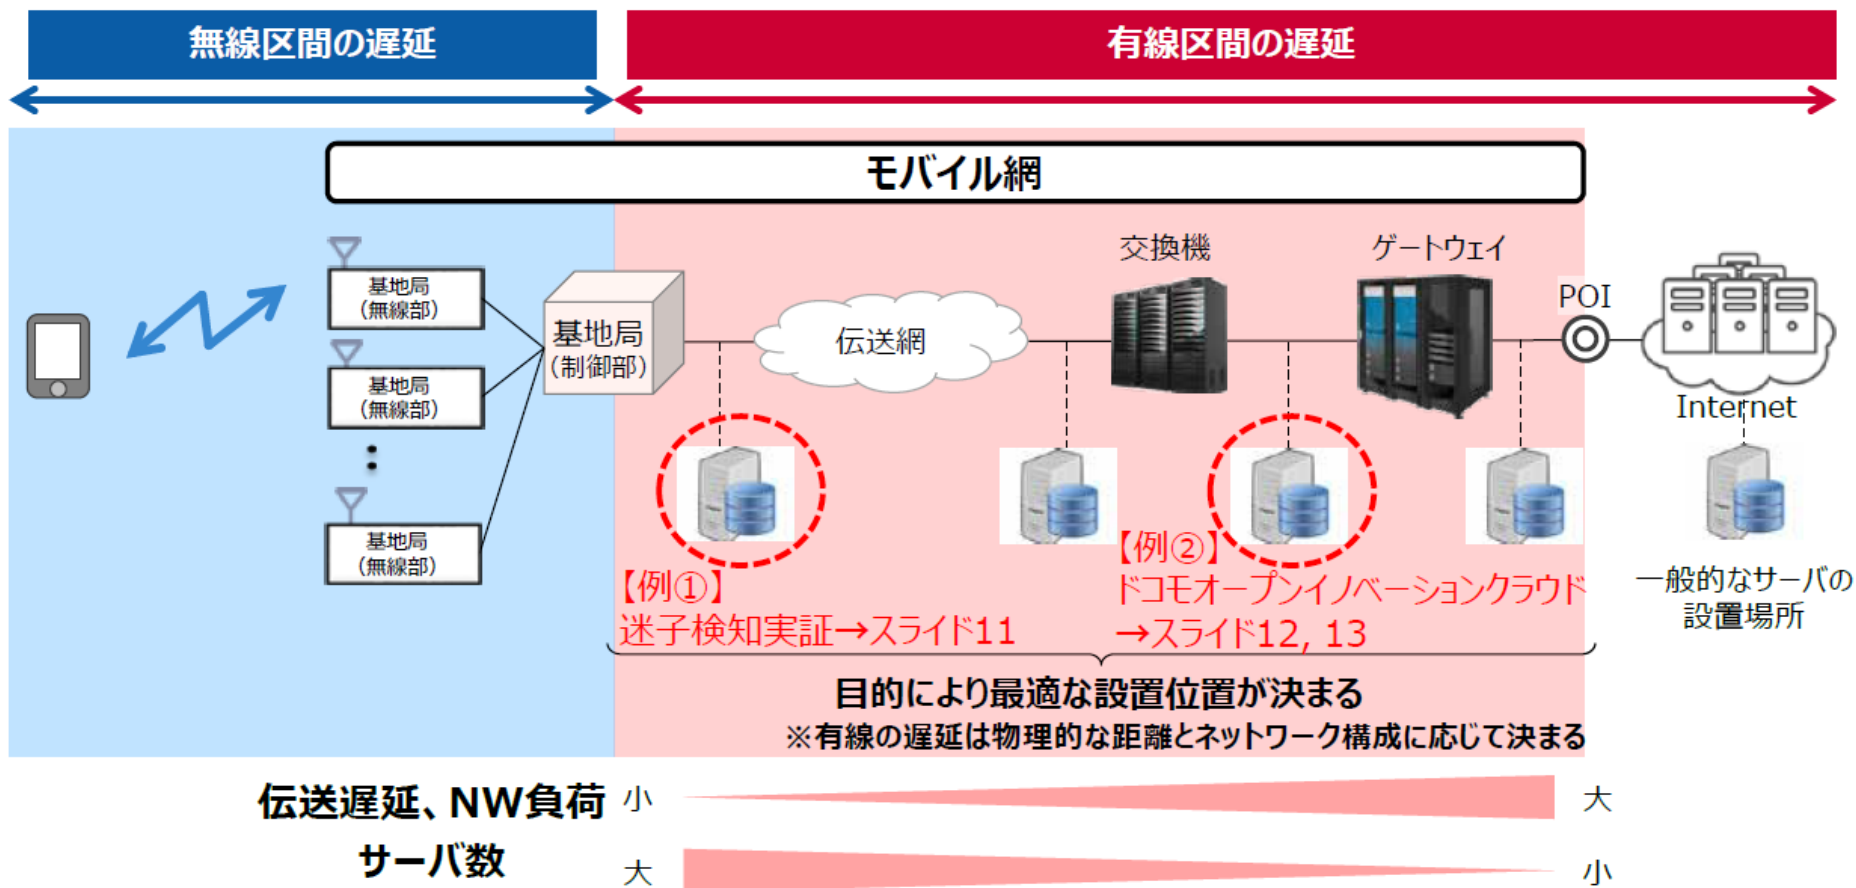 無線区間の遅延
有線区間の遅延
モバイル網
交換機
ゲートウェイ
POI
基地局
（無線部）
基地局
（無線部）
：
基地局
（無線部）
基地局
（制御部）
伝送網
Internet
【例①】
迷子検知実証→スライド11
【例②】
ドコモオープンイノベーションクラウド
→スライド12, 13
一般的なサーバの
設置場所
目的により最適な設置位置が決まる
※有線の遅延は物理的な距離とネットワーク構成に応じて決まる
伝送遅延、NW負荷 小 大
サーバ数 大 小